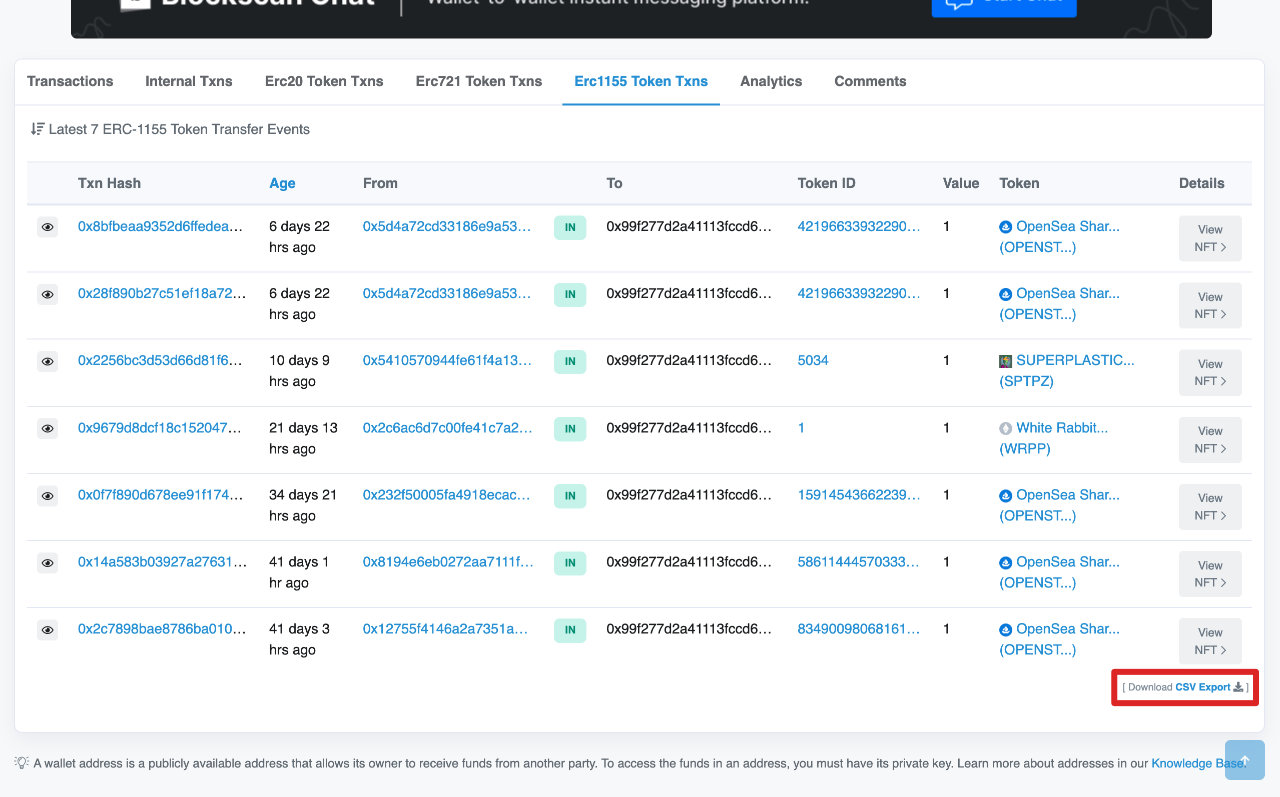 Blockscan Chat Wallet-to-wallet instant messaging platform. Start Chat
Transactions Internal Txns Erc20 Token Txns Erc721 Token Txns Erc1155 Token Txns Analytics Comments
Latest 7 ERC-1155 Token Transfer Events
Txn Hash Age From To Token ID Value Token Details
0x8bfbeaa9352d6ffedea... 6 days 22 0x5d4a72cd33186e9a53... IN 0x99f277d2a41113fccd6... 42196633932290... 1 OpenSea Shar... View
hrs ago (OPENST...) NFT >
0x28f890b27c51ef18a72... 6 days 22 0x5d4a72cd33186e9a53... IN 0x99f277d2a41113fccd6... 42196633932290... 1 OpenSea Shar... View
hrs ago (OPENST...) NFT >
0x2256bc3d53d66d81f6... 10 days 9 0x5410570944fe61f4a13... IN 0x99f277d2a41113fccd6... 5034 1 SUPERPLASTIC... View
hrs ago (SPTPZ) NFT >
0x9679d8dcf18c152047... 21 days 13 0x2c6ac6d7c00fe41c7a2... IN 0x99f277d2a41113fccd6... 1 1 White Rabbit... View
hrs ago (WRPP) NFT >
0x0f7f890d678ee91f174... 34 days 21 0x232f50005fa4918ecac... IN 0x99f277d2a41113fccd6... 15914543662239... 1 OpenSea Shar... View
hrs ago (OPENST...) NFT >
0x14a583b03927a27631... 41 days 1 0x8194e6eb0272aa7111f... IN 0x99f277d2a41113fccd6... 58611444570333... 1 OpenSea Shar... View
hr ago (OPENST...) NFT >
0x2c7898bae8786ba010... 41 days 3 0x12755f4146a2a7351a... IN 0x99f277d2a41113fccd6... 83490098068161... 1 OpenSea Shar... View
hrs ago (OPENST...) NFT >
[ Download CSV Export ]
A wallet address is a publicly available address that allows its owner to receive funds from another party. To access the funds in an address, you must have its private key. Learn more about addresses in our Knowledge Base.